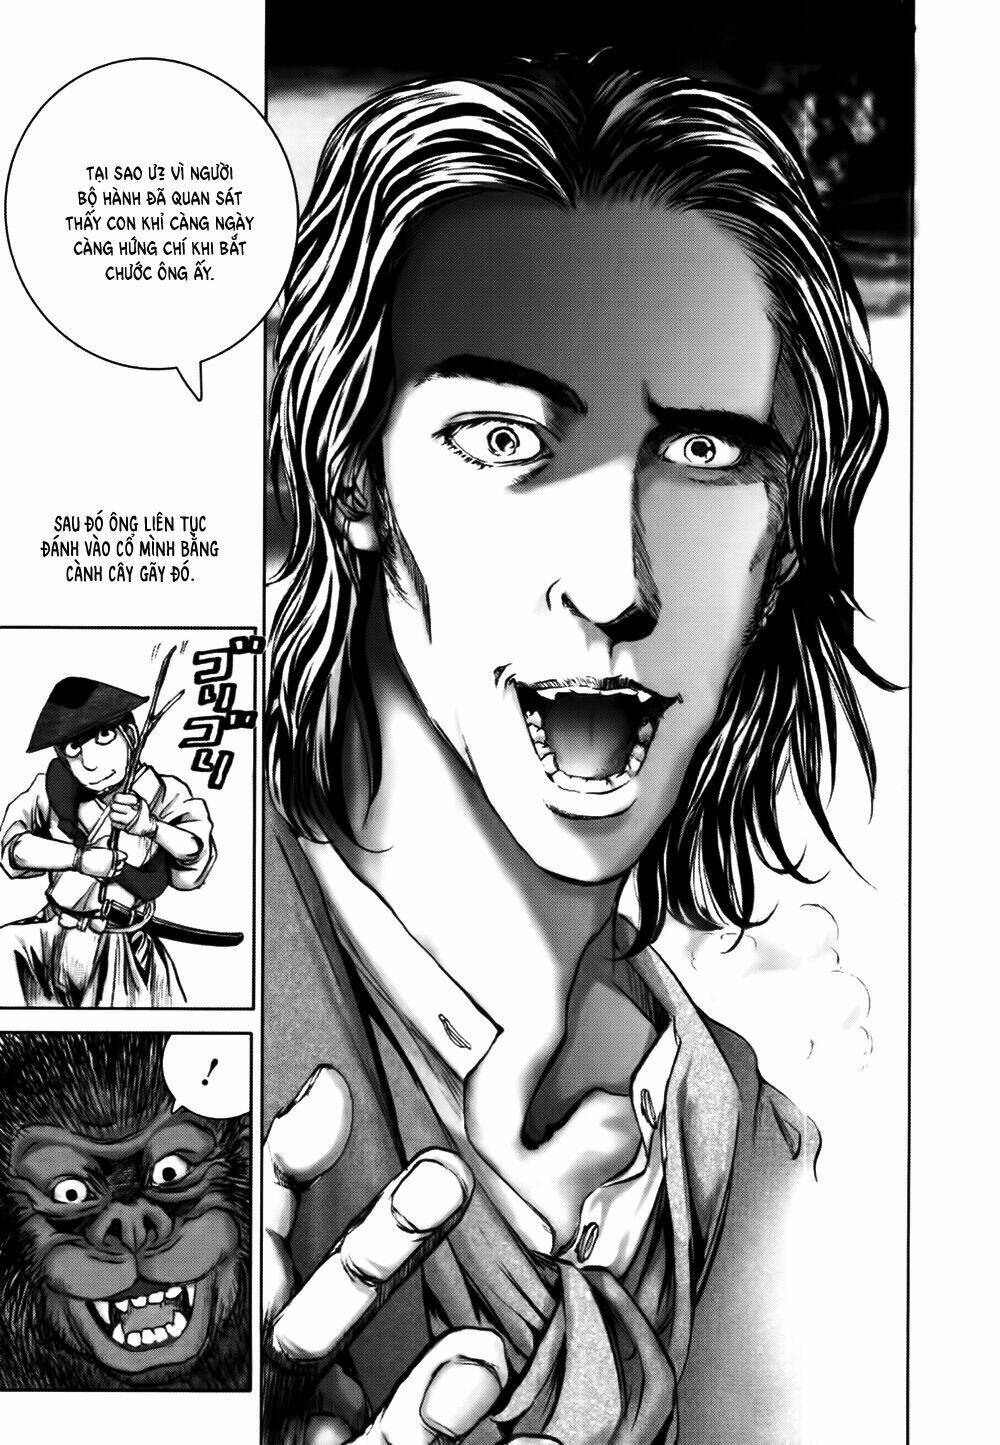 TẠI SAO Ư? VÌ NGƯỜI
BỘ HÀNH ĐÃ QUAN SÁT
THẤY CON KHỈ CÀNG NGÀY
CÀNG HỨNG CHÍ KHI BẮT
CHƯỚC ÔNG ẤY.
SAU ĐÓ ÔNG LIÊN TỤC
ĐÁNH VÀO CỔ MÌNH BẰNG
CÀNH CÂY GÃY ĐÓ.
ゴリ
ゴリ
!